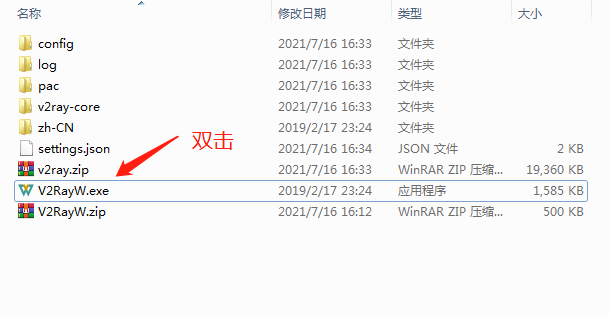 名称 修改日期 类型 大小
config 2021/7/16 16:33 文件夹
log 2021/7/16 16:33 文件夹
pac 2021/7/16 16:33 文件夹
v2ray-core 2021/7/16 16:33 文件夹
zh-CN 2019/2/17 23:24 文件夹
settings.json 2021/7/16 16:34 JSON 文件 2 KB
双击
v2ray.zip 2021/7/16 16:33 WinRAR ZIP 压缩... 19,360 KB
V2RayW.exe 2019/2/17 23:24 应用程序 1,585 KB
V2RayW.zip 2021/7/16 16:12 WinRAR ZIP 压缩... 500 KB